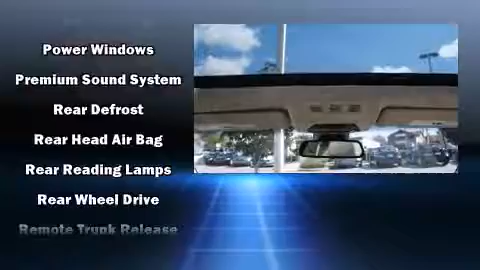 Power Windows
Premium Sound System
Rear Defrost
Rear Head Air Bag
Rear Reading Lamps
Rear Wheel Drive
Remote Trunk Release